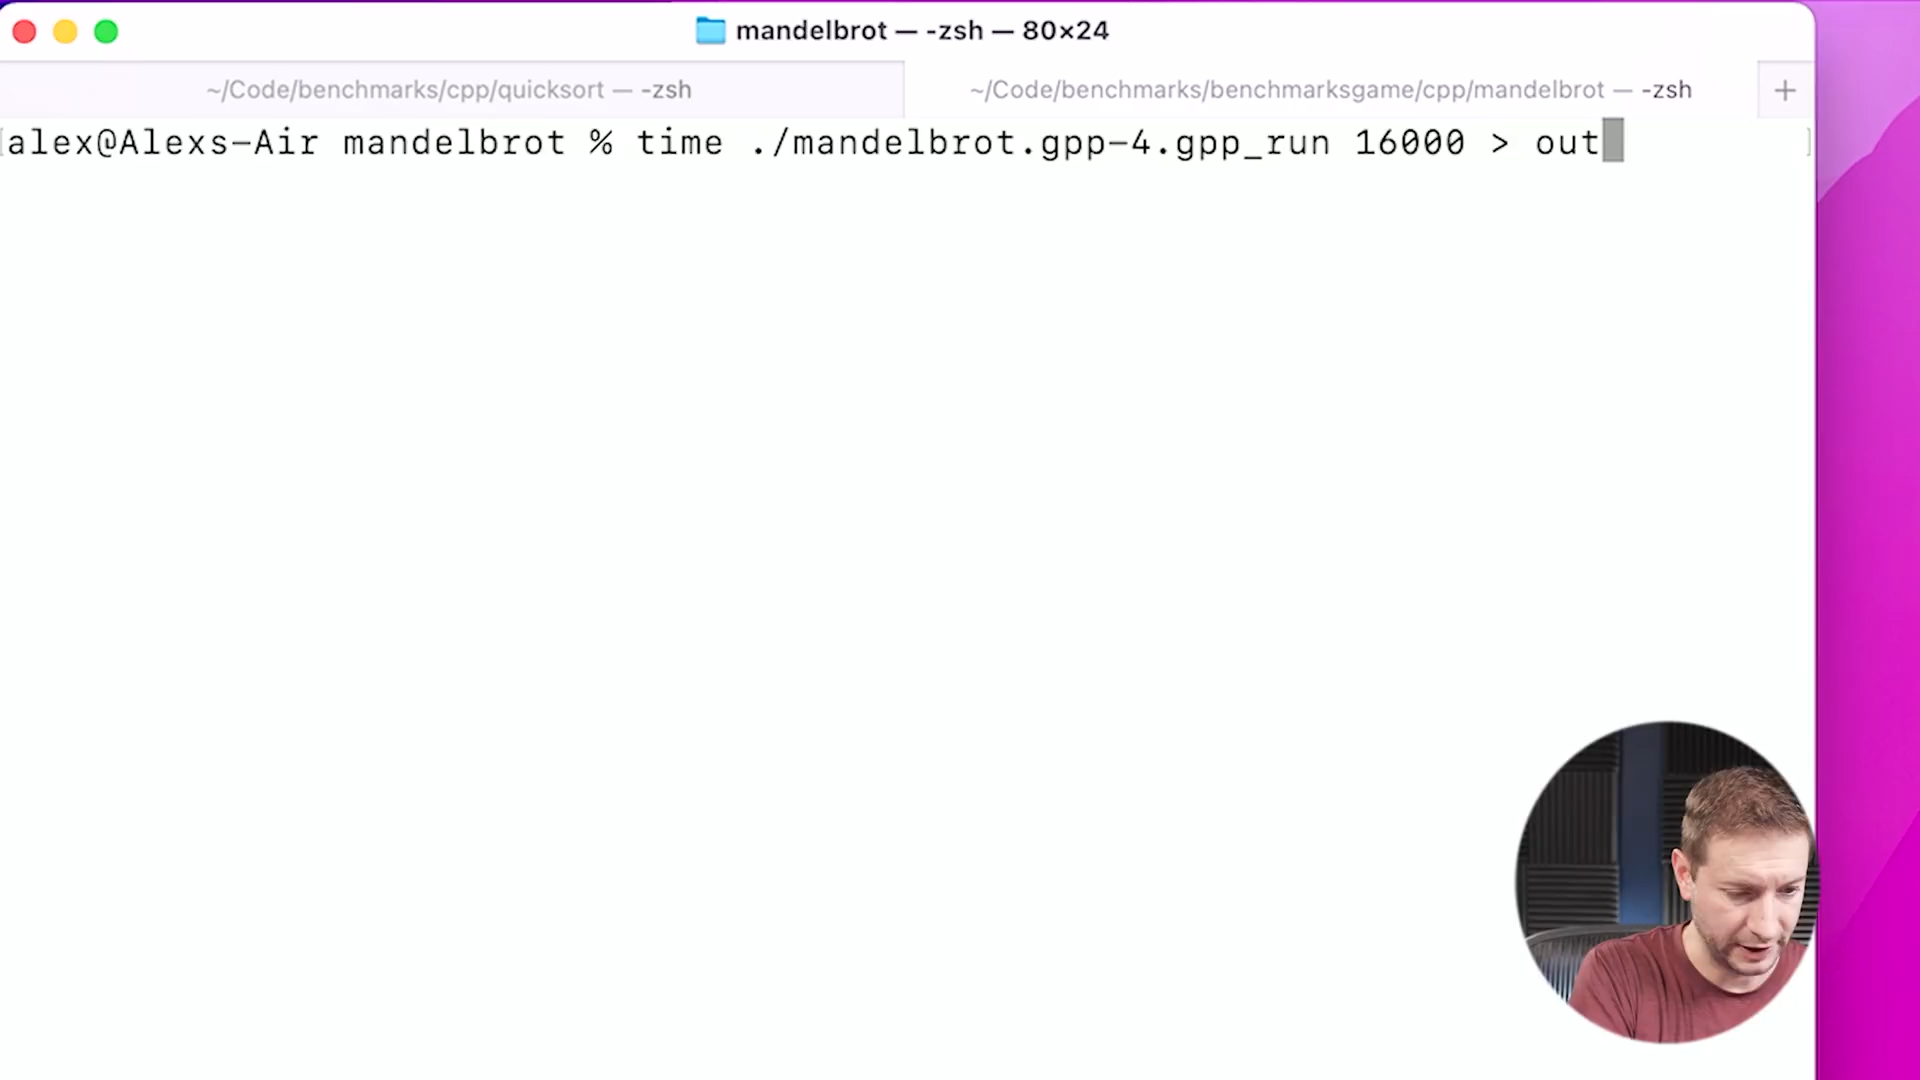 mandelbrot — -zsh — 80×24
~/Code/benchmarks/cpp/quicksort — -zsh
~/Code/benchmarks/benchmarksgame/cpp/mandelbrot — -zsh
alex@Alexs-Air mandelbrot % time ./mandelbrot.gpp-4.gpp_run 16000 > out